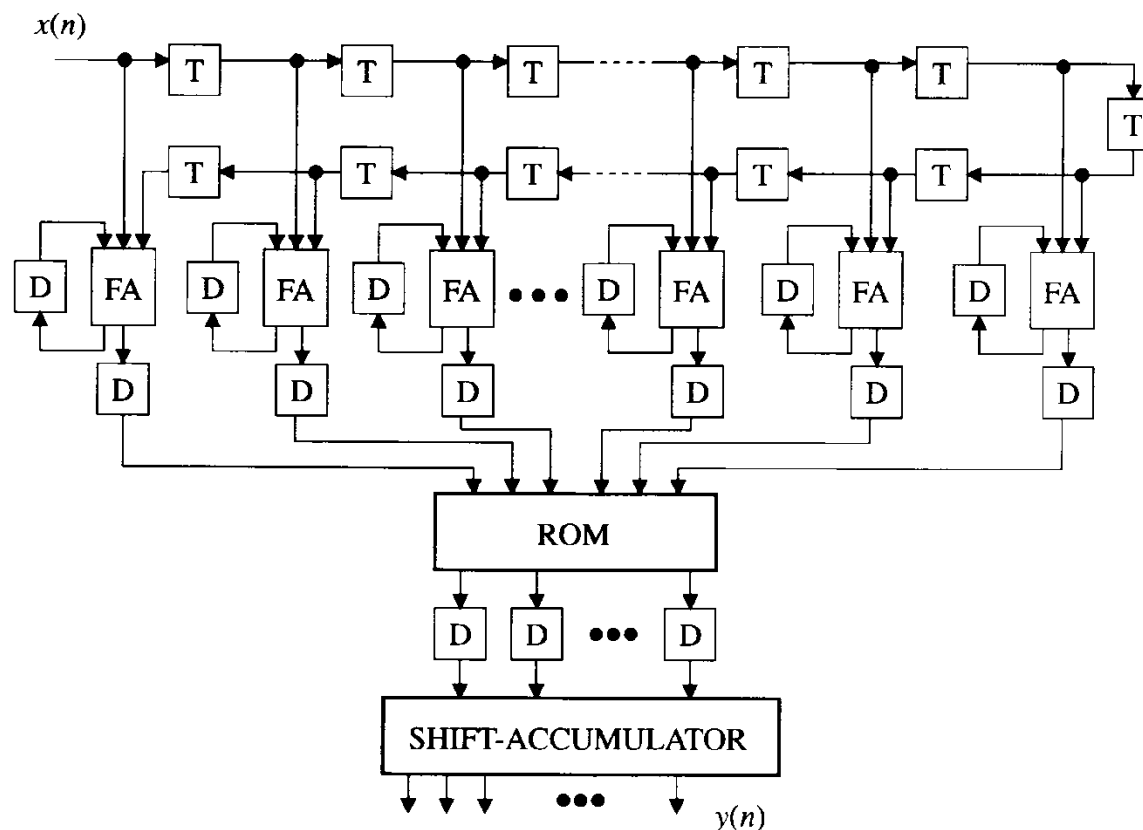 x(n)
T T T T T
T
T T T T T
D FA D FA D FA D FA D FA D FA
D D D D D D
ROM
D D D
SHIFT-ACCUMULATOR
y(n)